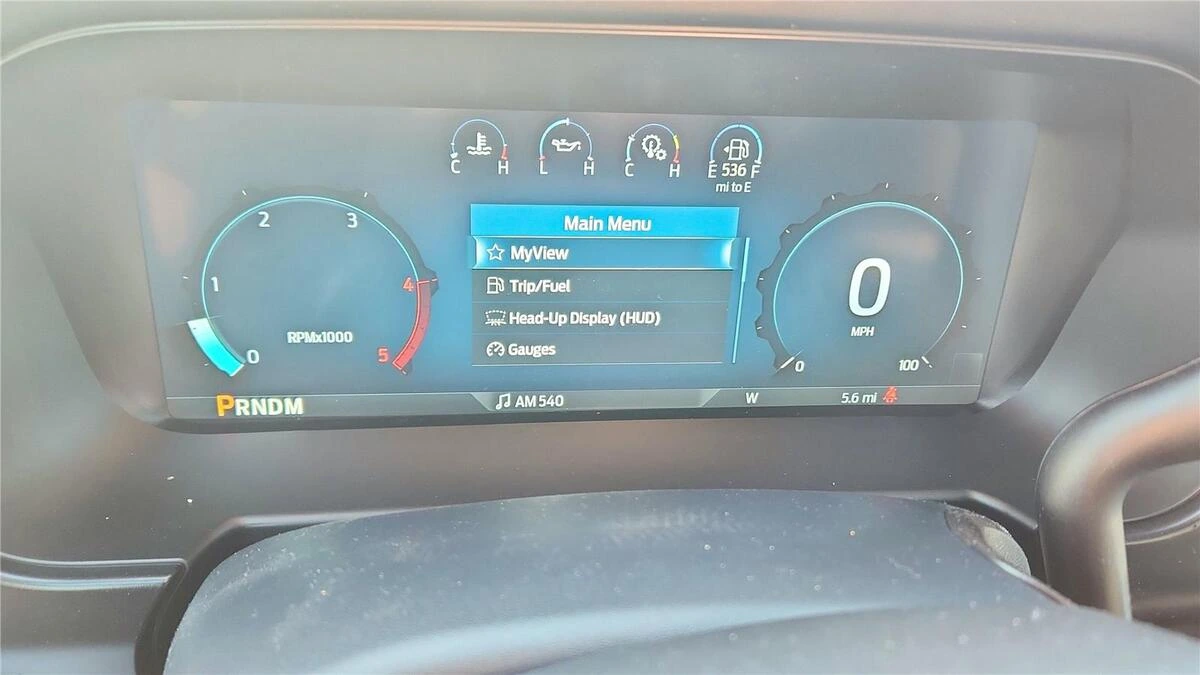 C H
L H
C H
E 536 F
mi to E
Main Menu
MyView
Trip/Fuel
Head-Up Display (HUD)
Gauges
0
1
2
3
4
5
RPMx1000
0
MPH
0
100
PRNDM
AM 540
W
5.6 mi